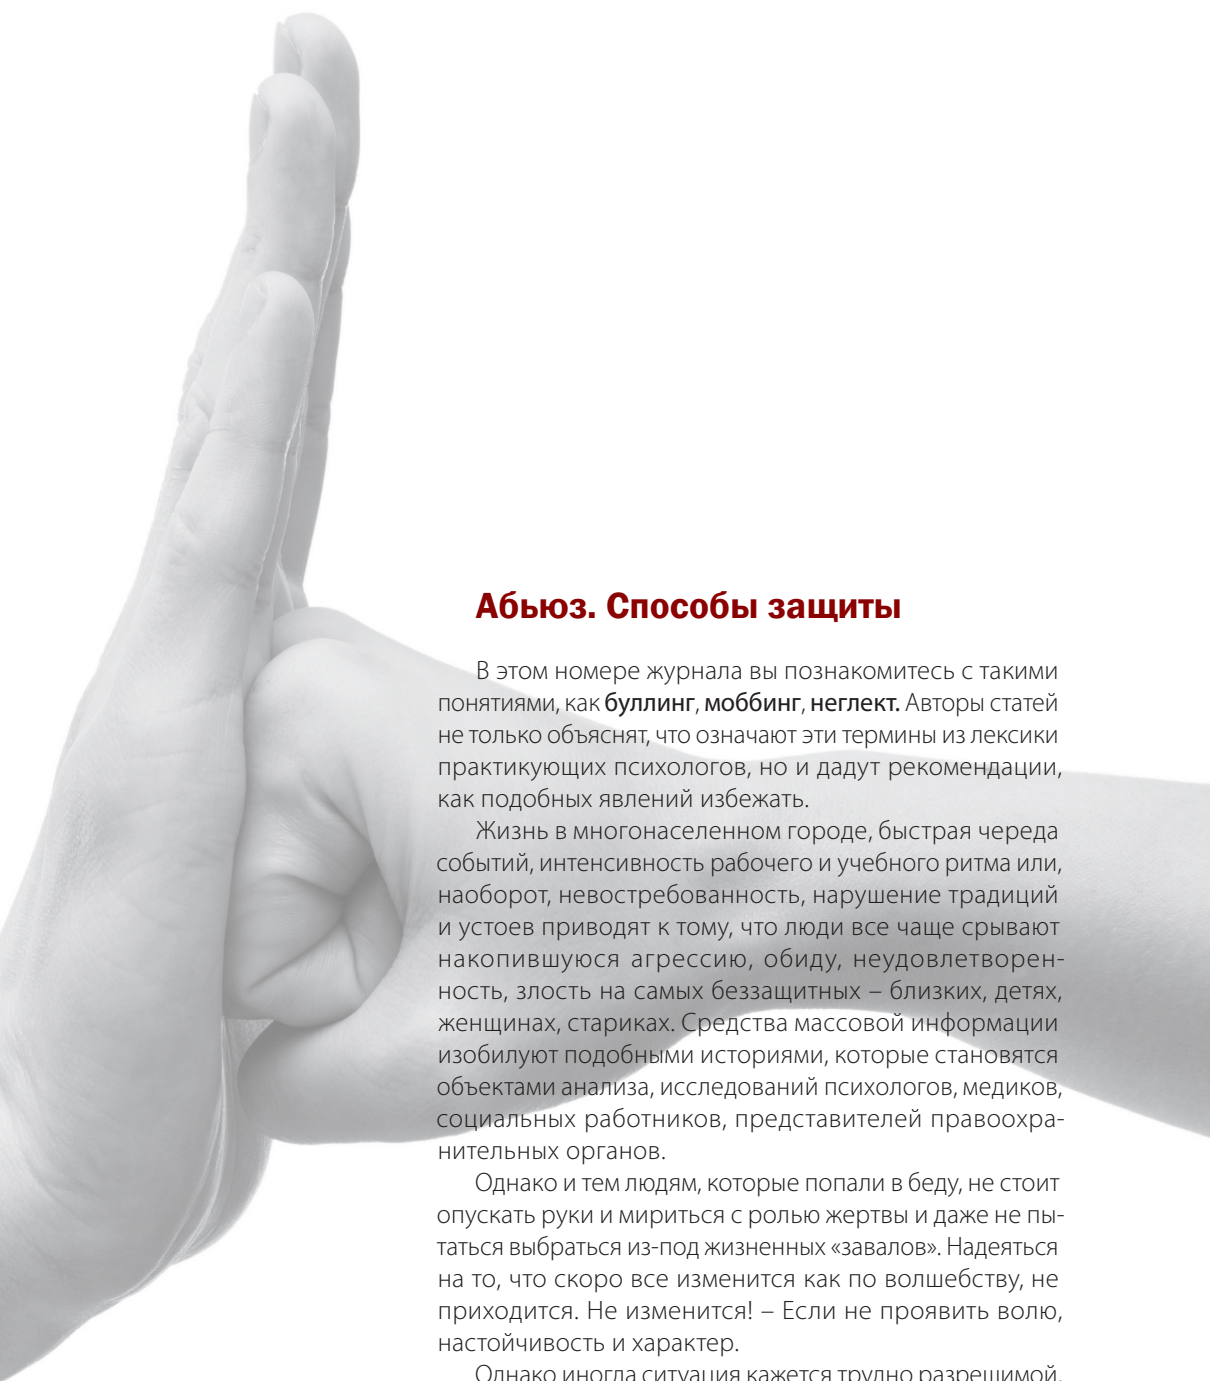 Абьюз. Способы защиты
В этом номере журнала вы познакомитесь с такими
понятиями, как буллинг, моббинг, неглект. Авторы статей
не только объяснят, что означают эти термины из лексики
практикующих психологов, но и дадут рекомендации,
как подобных явлений избежать.
Жизнь в многонаселенном городе, быстрая череда
событий, интенсивность рабочего и учебного ритма или,
наоборот, невостребованность, нарушение традиций
и устоев приводят к тому, что люди все чаще срывают
накопившуюся агрессию, обиду, неудовлетворен-
ность, злость на самых беззащитных – близких, детях,
женщинах, стариках. Средства массовой информации
изобилуют подобными историями, которые становятся
объектами анализа, исследований психологов, медиков,
социальных работников, представителей правоохра-
нительных органов.
Однако и тем людям, которые попали в беду, не стоит
опускать руки и мириться с ролью жертвы и даже не пы-
таться выбраться из-под жизненных «завалов». Надеяться
на то, что скоро все изменится как по волшебству, не
приходится. Не изменится! – Если не проявить волю,
настойчивость и характер.
Однако иногда ситуация кажется трудно разрешимой.